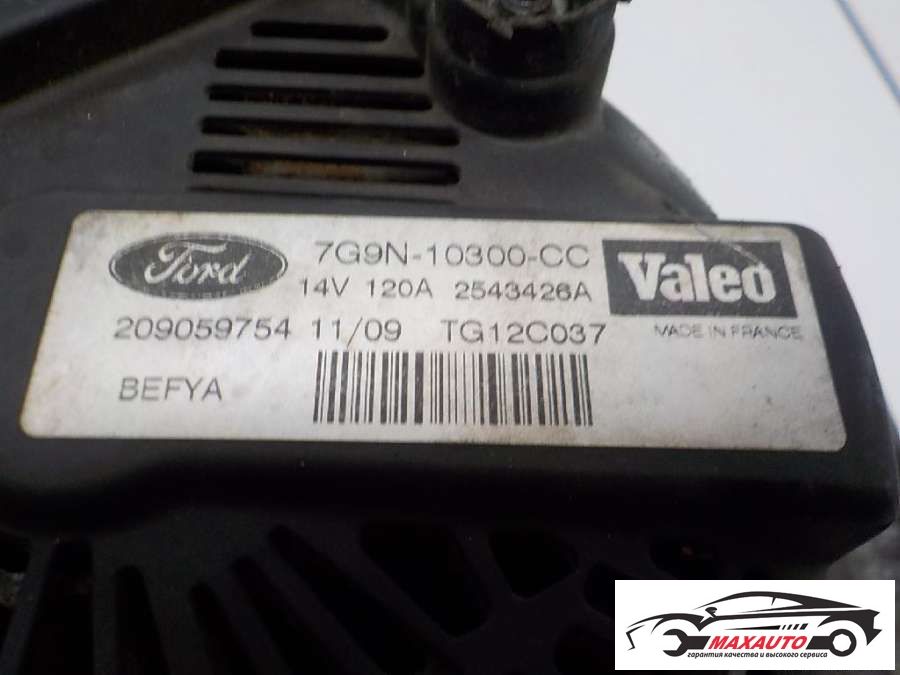 Ford 7G9N-10300-CC Valeo
14V 120A 2543426A
209059754 11/09 TG12C037 MADE IN FRANCE
BEFYA
MAXAUTO
гарантия качества и высокого сервиса